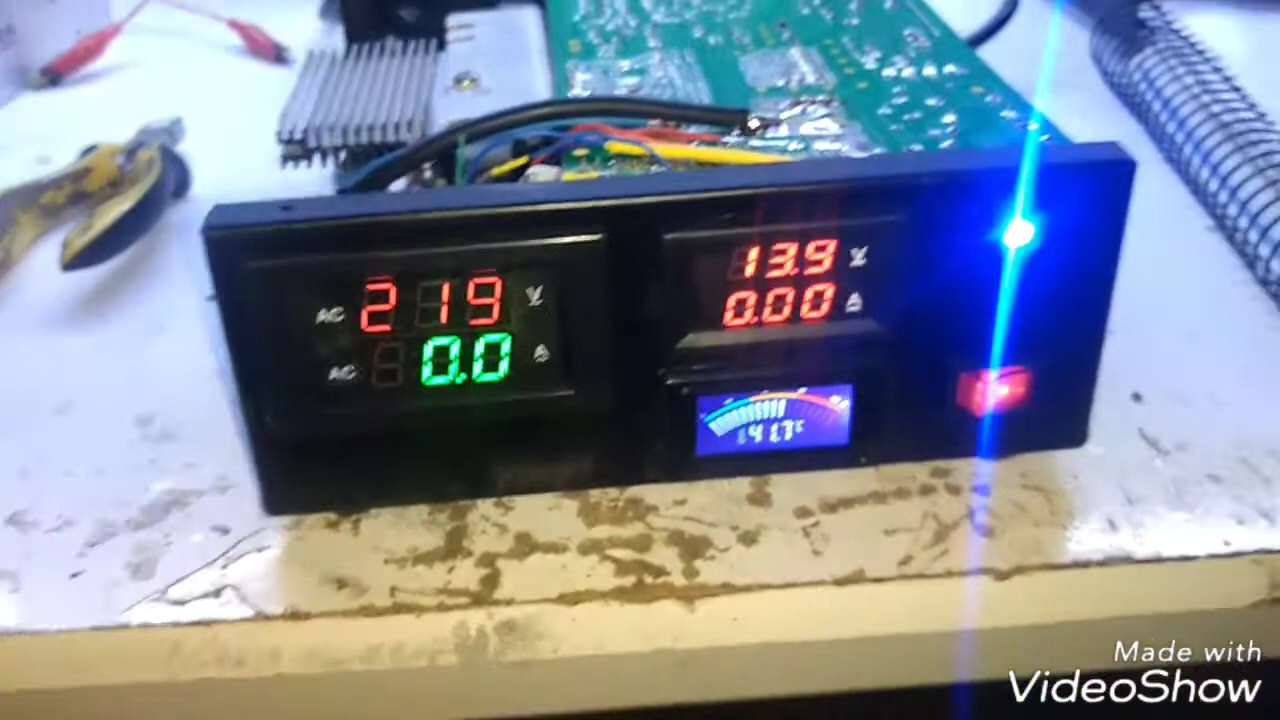 AC 219 V
AC 0.0 A
13.9 V
0.00 A
Made with
VideoShow